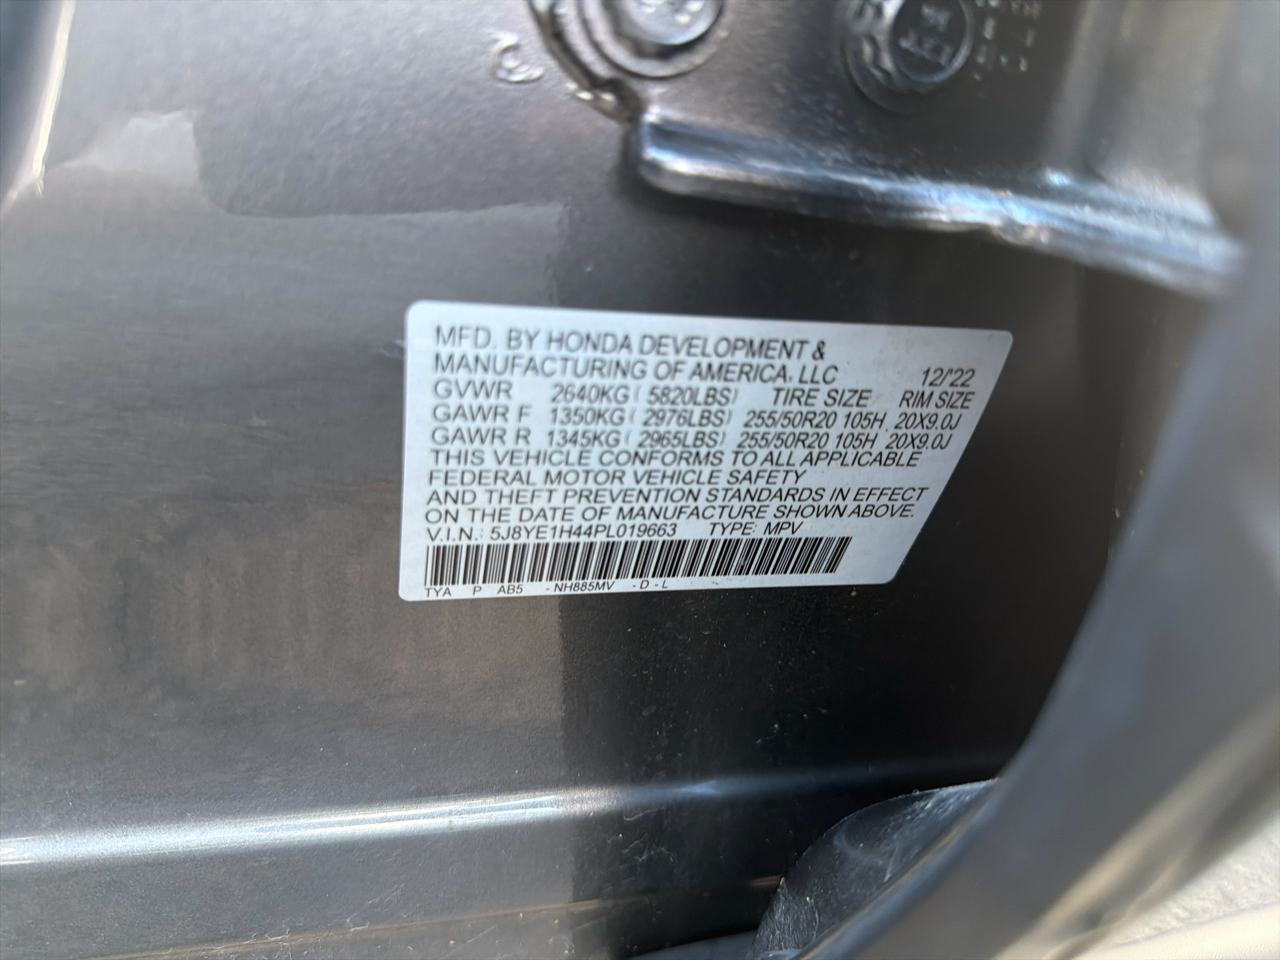 MFD. BY HONDA DEVELOPMENT &
MANUFACTURING OF AMERICA, LLC 12/'22
GVWR 2640KG ( 5820LBS) TIRE SIZE RIM SIZE
GAWR F 1350KG ( 2976LBS) 255/50R20 105H 20X9.0J
GAWR R 1345KG ( 2965LBS) 255/50R20 105H 20X9.0J
THIS VEHICLE CONFORMS TO ALL APPLICABLE
FEDERAL MOTOR VEHICLE SAFETY
AND THEFT PREVENTION STANDARDS IN EFFECT
ON THE DATE OF MANUFACTURE SHOWN ABOVE.
V.I.N.: 5J8YE1H44PL019663 TYPE: MPV
TYA P AB5 - NH885MV - D - L